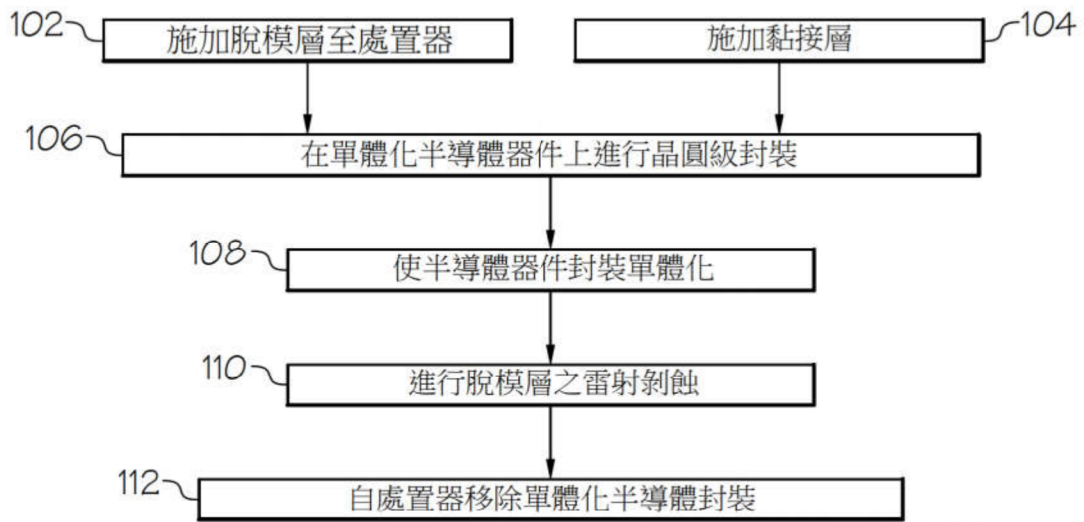 102
施加脫模層至處置器
施加黏接層
104
106
在單體化半導體器件上進行晶圓級封裝
108
使半導體器件封裝單體化
110
進行脫模層之雷射剝蝕
112
自處置器移除單體化半導體封裝